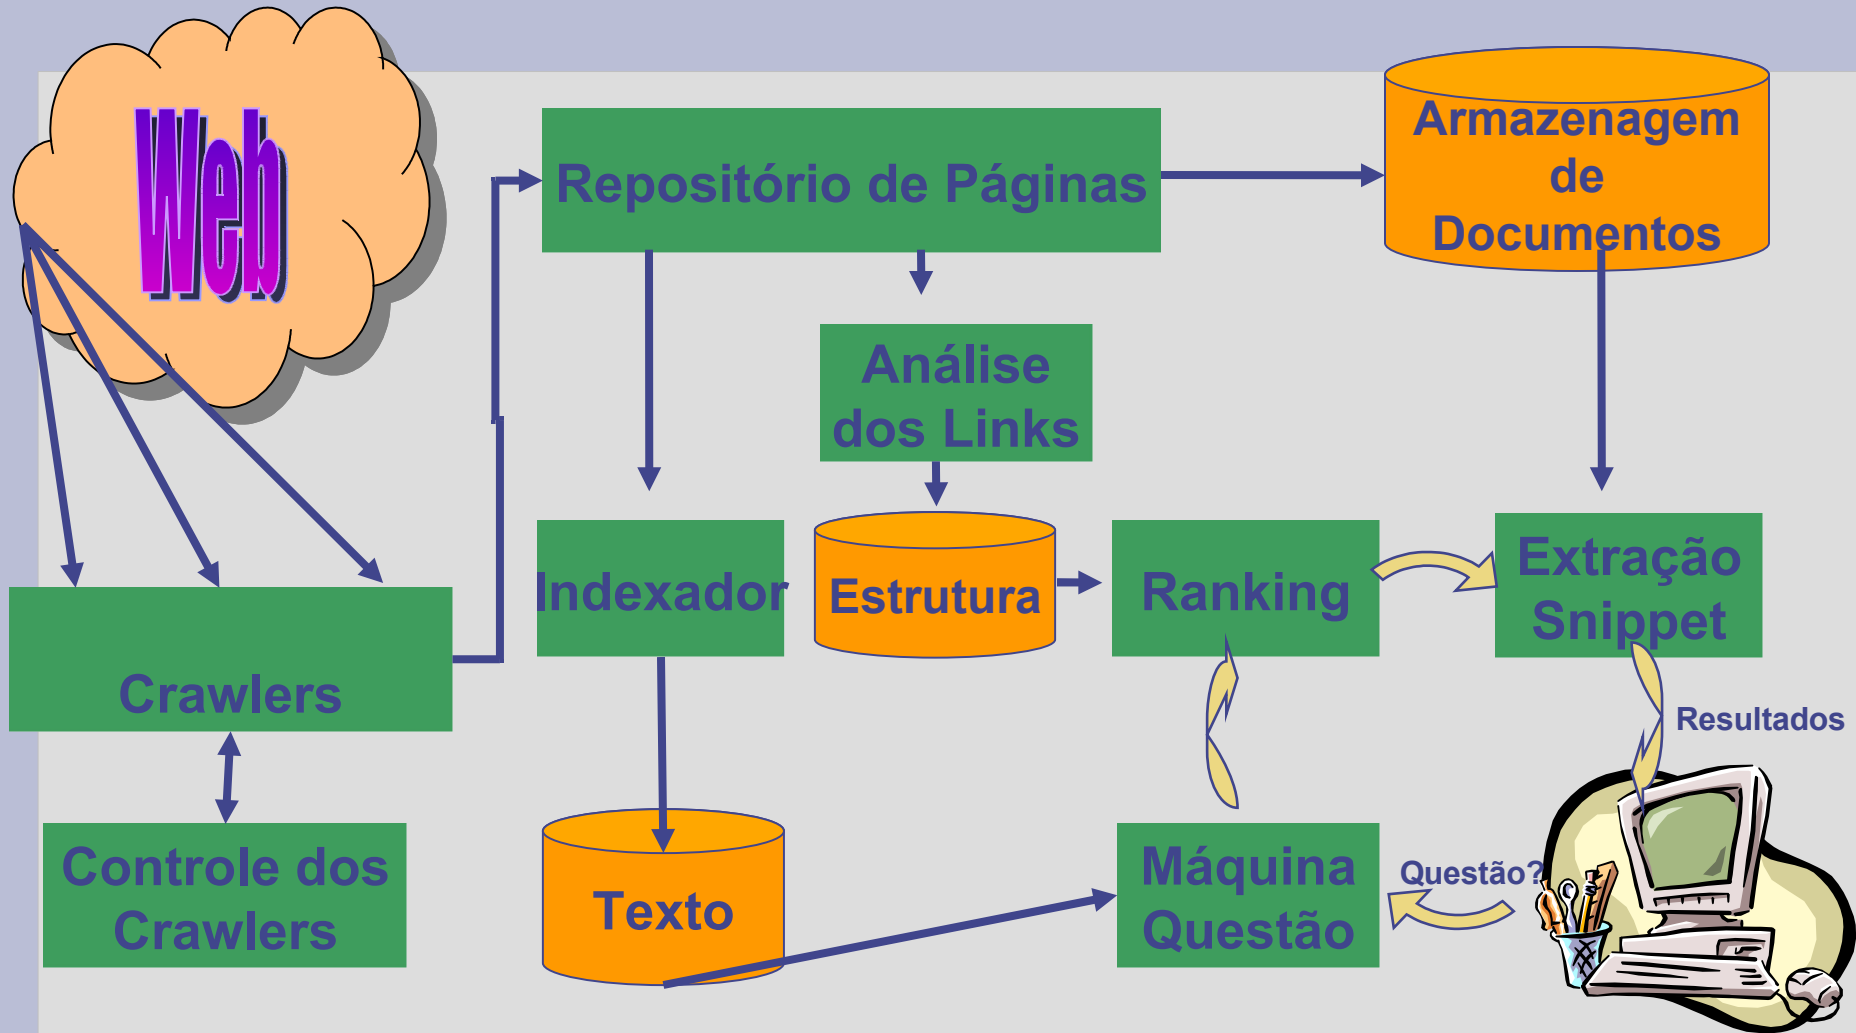 Web
Repositório de Páginas
Armazenagem
de
Documentos
Análise
dos Links
Indexador
Estrutura
Ranking
Extração
Snippet
Crawlers
Resultados
Controle dos
Crawlers
Texto
Máquina
Questão
Questão?